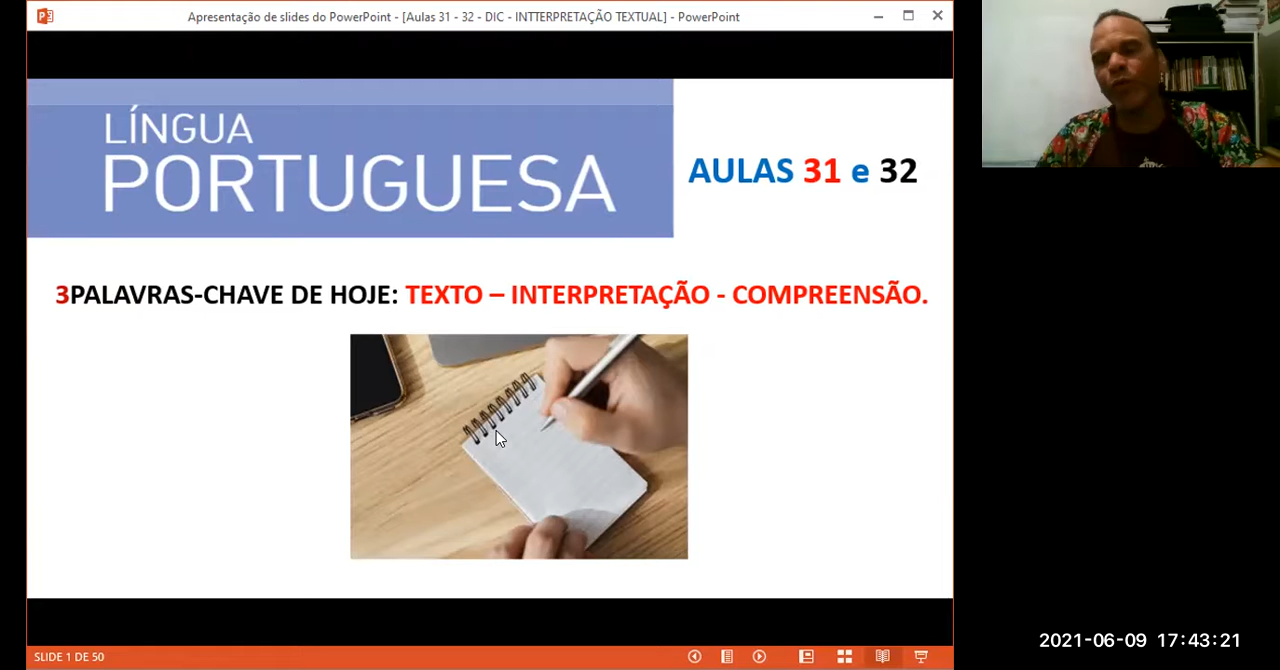 Apresentação de slides do PowerPoint - [Aulas 31 - 32 - DIC - INTTERPRETAÇÃO TEXTUAL] - PowerPoint
LÍNGUA
PORTUGUESA
AULAS 31 e 32
3PALAVRAS-CHAVE DE HOJE: TEXTO – INTERPRETAÇÃO - COMPREENSÃO.
SLIDE 1 DE 50
2021-06-09 17:43:21